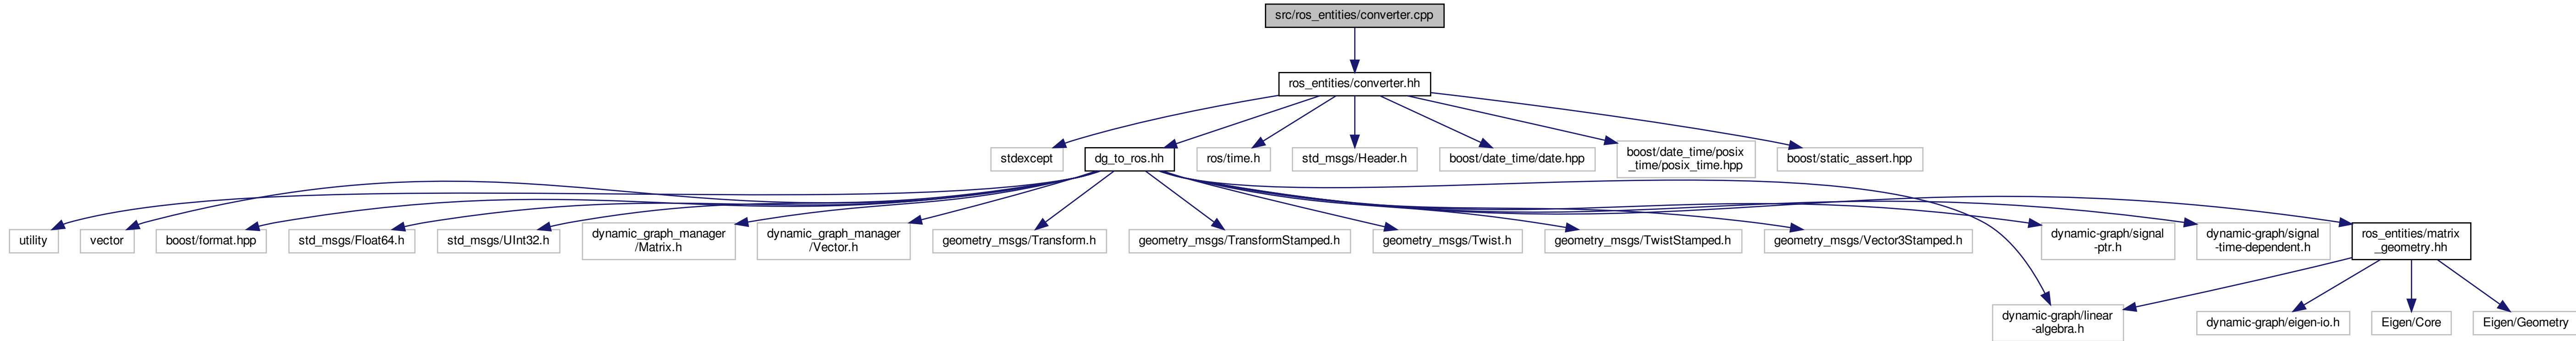 src/ros_entities/converter.cpp
ros_entities/converter.hh
stdexcept
dg_to_ros.hh
ros/time.h
std_msgs/Header.h
boost/date_time/date.hpp
boost/date_time/posix
_time/posix_time.hpp
boost/static_assert.hpp
utility
vector
boost/format.hpp
std_msgs/Float64.h
std_msgs/UInt32.h
dynamic_graph_manager
/Matrix.h
dynamic_graph_manager
/Vector.h
geometry_msgs/Transform.h
geometry_msgs/TransformStamped.h
geometry_msgs/Twist.h
geometry_msgs/TwistStamped.h
geometry_msgs/Vector3Stamped.h
dynamic-graph/signal
-ptr.h
dynamic-graph/signal
-time-dependent.h
ros_entities/matrix
_geometry.hh
dynamic-graph/linear
-algebra.h
dynamic-graph/eigen-io.h
Eigen/Core
Eigen/Geometry